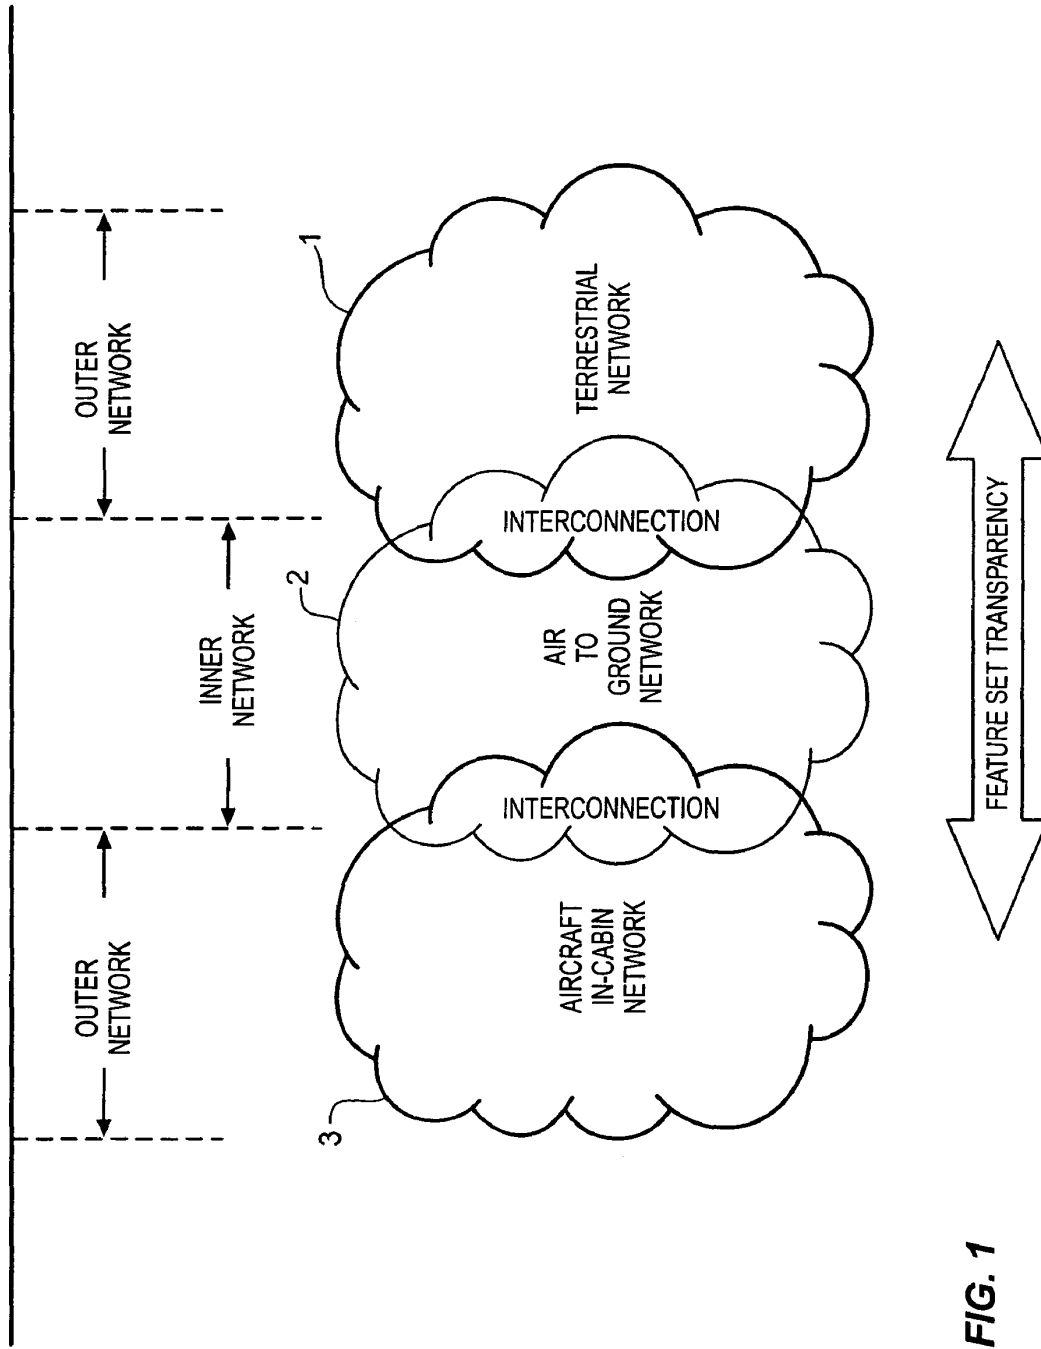 OUTER
NETWORK
INNER
NETWORK
OUTER
NETWORK
3
2
1
AIRCRAFT
IN-CABIN
NETWORK
INTERCONNECTION
AIR
TO
GROUND
NETWORK
INTERCONNECTION
TERRESTRIAL
NETWORK
FEATURE SET TRANSPARENCY
FIG. 1